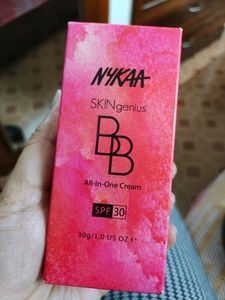 NYKAA
SKINgenius
BB
All-In-One Cream
SPF 30
30g/1.0 US OZ ℮